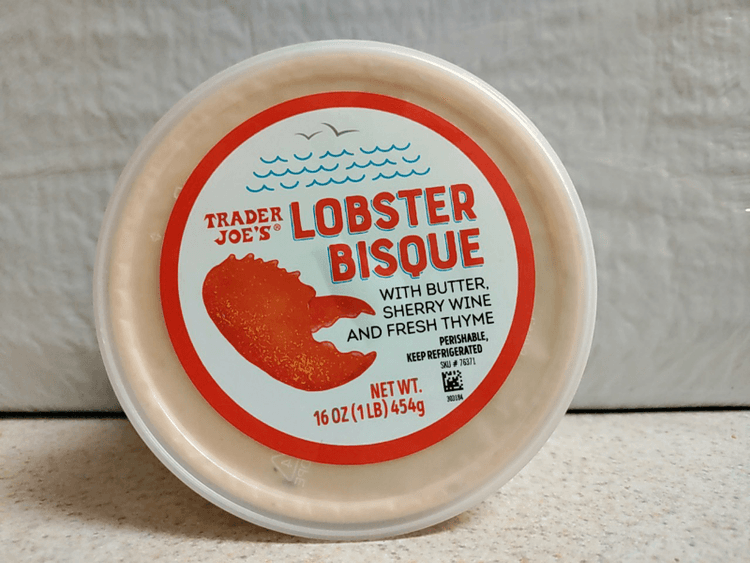 TRADER
JOE'S®
LOBSTER
BISQUE
WITH BUTTER,
SHERRY WINE
AND FRESH THYME
PERISHABLE,
KEEP REFRIGERATED
SKU # 76371
NET WT.
16 OZ (1 LB) 454g